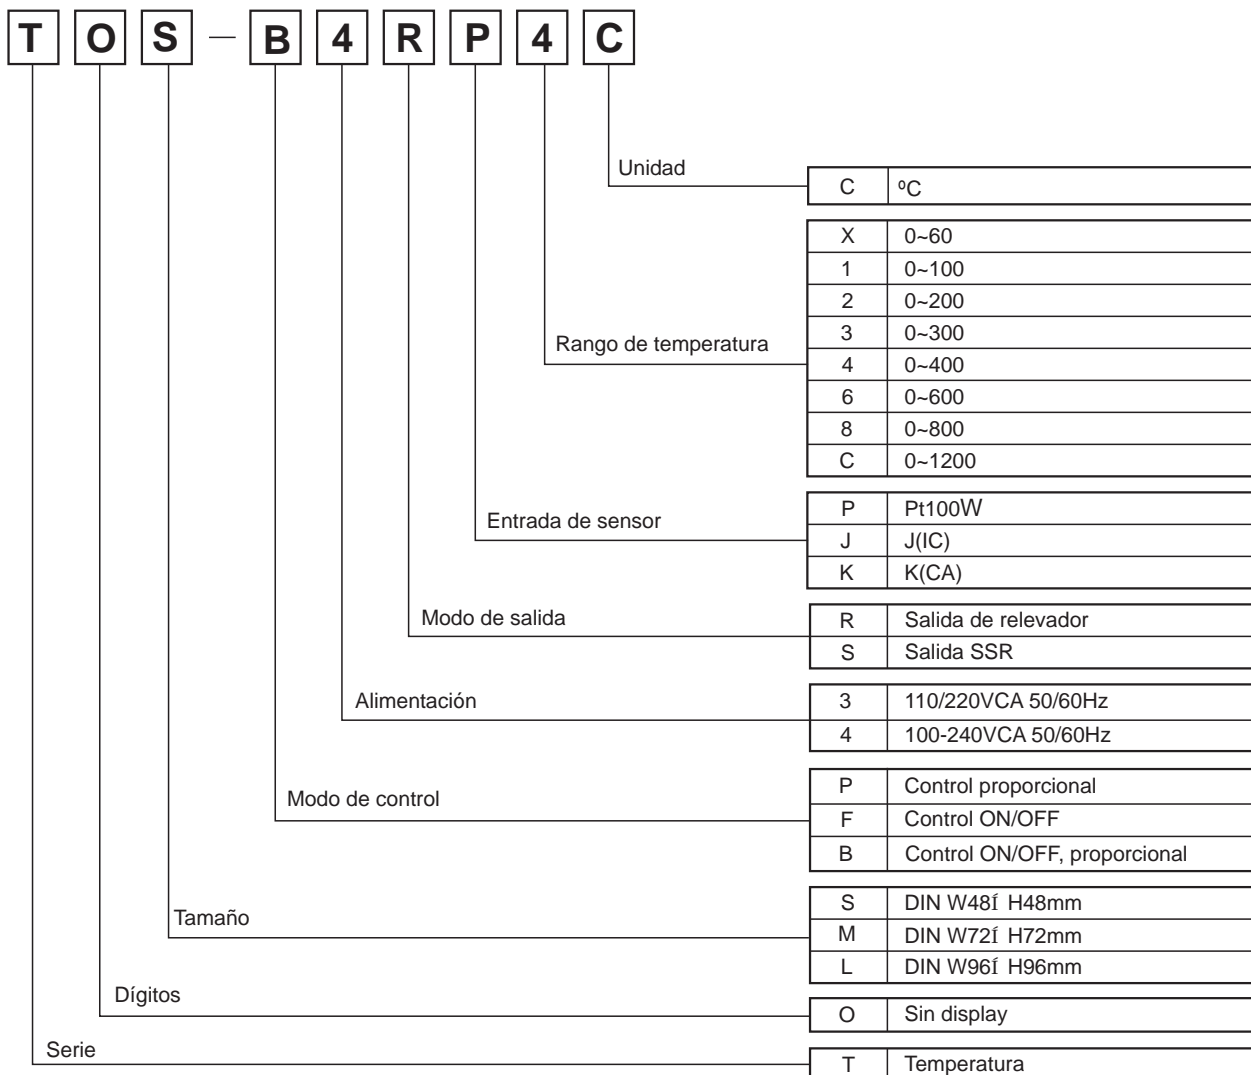 T O S — B 4 R P 4 C
Unidad
C ºC
X 0~60
1 0~100
2 0~200
3 0~300
Rango de temperatura
4 0~400
6 0~600
8 0~800
C 0~1200
P Pt100W
Entrada de sensor
J J(IC)
K K(CA)
Modo de salida
R Salida de relevador
S Salida SSR
Alimentación
3 110/220VCA 50/60Hz
4 100-240VCA 50/60Hz
P Control proporcional
Modo de control
F Control ON/OFF
B Control ON/OFF, proporcional
S DIN W48Í H48mm
Tamaño
M DIN W72Í H72mm
L DIN W96Í H96mm
Dígitos
O Sin display
Serie
T Temperatura